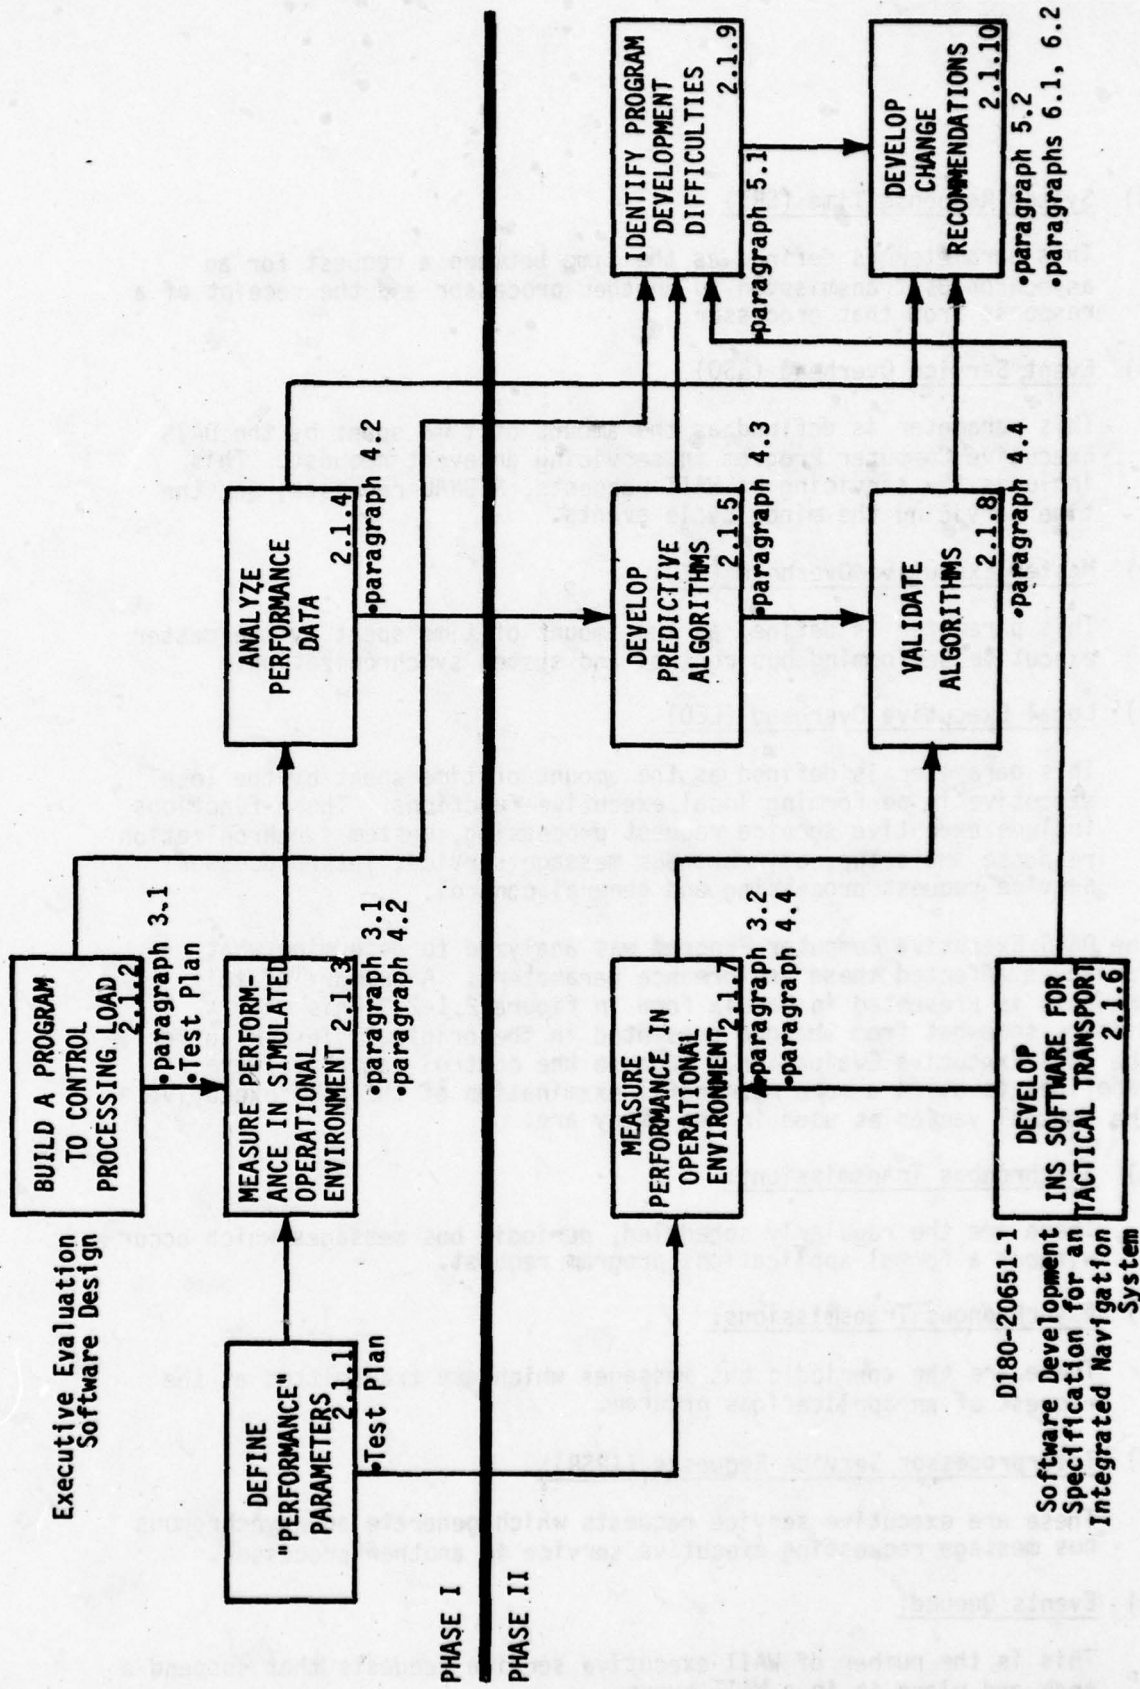 Executive Evaluation
Software Design
BUILD A PROGRAM
TO CONTROL
PROCESSING LOAD
2.1.2
•paragraph 3.1
•Test Plan
DEFINE
"PERFORMANCE"
PARAMETERS
2.1.1
•Test Plan
MEASURE PERFORM-
ANCE IN SIMULATED
OPERATIONAL
ENVIRONMENT
2.1.3
•paragraph 3.1
•paragraph 4.2
ANALYZE
PERFORMANCE
DATA
2.1.4
•paragraph 4.2
PHASE I
PHASE II
MEASURE
PERFORMANCE IN
OPERATIONAL
ENVIRONMENT
2.1.7
•paragraph 3.2
•paragraph 4.4
DEVELOP
PREDICTIVE
ALGORITHMS
2.1.5
•paragraph 4.3
IDENTIFY PROGRAM
DEVELOPMENT
DIFFICULTIES
2.1.9
•paragraph 5.1
VALIDATE
ALGORITHMS
2.1.8
•paragraph 4.4
DEVELOP
CHANGE
RECOMMENDATIONS
2.1.10
•paragraph 5.2
•paragraphs 6.1, 6.2
D180-20651-1
Software Development
Specification for an
Integrated Navigation
System
DEVELOP
INS SOFTWARE FOR
TACTICAL TRANSPORT
2.1.6